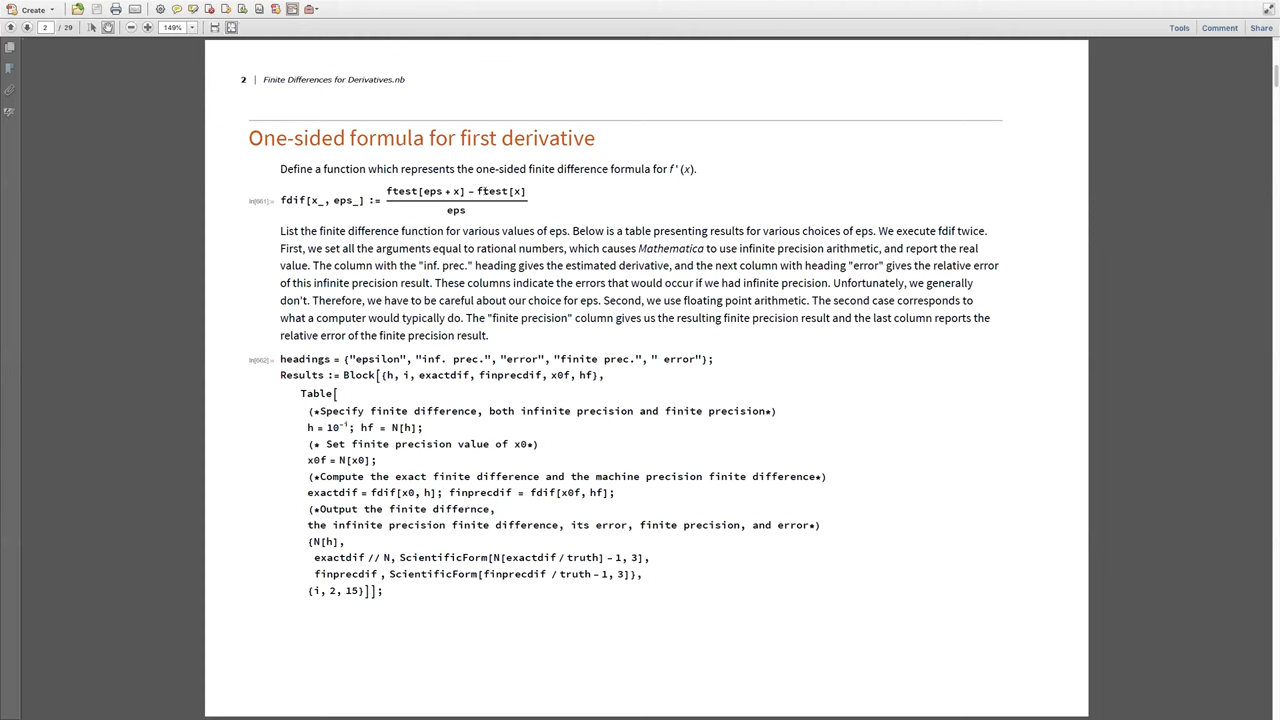 Create
2 / 29 149% Tools Comment Share
2 | Finite Differences for Derivatives.nb
One-sided formula for first derivative
Define a function which represents the one-sided finite difference formula for f ' (x).
In[661]:= fdif[x_, eps_] := ftest[eps + x] - ftest[x]
eps
List the finite difference function for various values of eps. Below is a table presenting results for various choices of eps. We execute fdif twice.
First, we set all the arguments equal to rational numbers, which causes Mathematica to use infinite precision arithmetic, and report the real
value. The column with the "inf. prec." heading gives the estimated derivative, and the next column with heading "error" gives the relative error
of this infinite precision result. These columns indicate the errors that would occur if we had infinite precision. Unfortunately, we generally
don't. Therefore, we have to be careful about our choice for eps. Second, we use floating point arithmetic. The second case corresponds to
what a computer would typically do. The "finite precision" column gives us the resulting finite precision result and the last column reports the
relative error of the finite precision result.
In[662]:= headings = {"epsilon", "inf. prec.", "error", "finite prec.", " error"};
Results := Block[{h, i, exactdif, finprecdif, x0f, hf},
Table[
(*Specify finite difference, both infinite precision and finite precision*)
h = 10^-i; hf = N[h];
(* Set finite precision value of x0*)
x0f = N[x0];
(*Compute the exact finite difference and the machine precision finite difference*)
exactdif = fdif[x0, h]; finprecdif = fdif[x0f, hf];
(*Output the finite differnce,
the infinite precision finite difference, its error, finite precision, and error*)
{N[h],
exactdif // N, ScientificForm[N[exactdif / truth] - 1, 3],
finprecdif , ScientificForm[finprecdif / truth - 1, 3]},
{i, 2, 15}]];